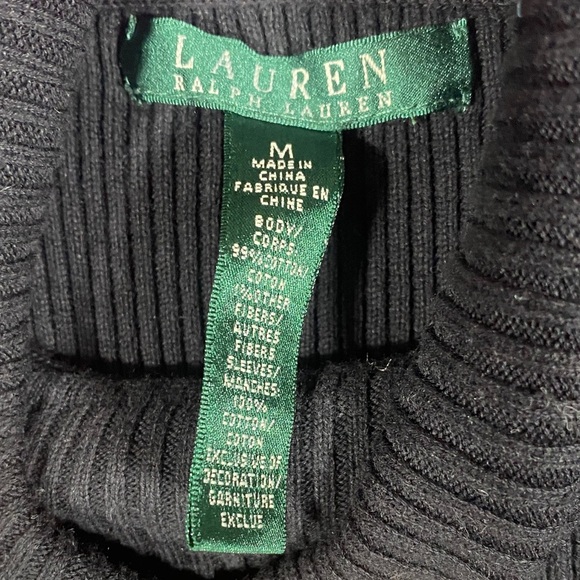 LAUREN
RALPH LAUREN
M
MADE IN
CHINA
FABRIQUE EN
CHINE
BODY/
CORPS
99% COTTON/
COTON
1% OTHER
FIBERS/
AUTRES
FIBERS
SLEEVES/
MANCHES:
100%
COTTON/
COTON
EXCLUSIVE OF
DECORATION/
GARNITURE
EXCLUE